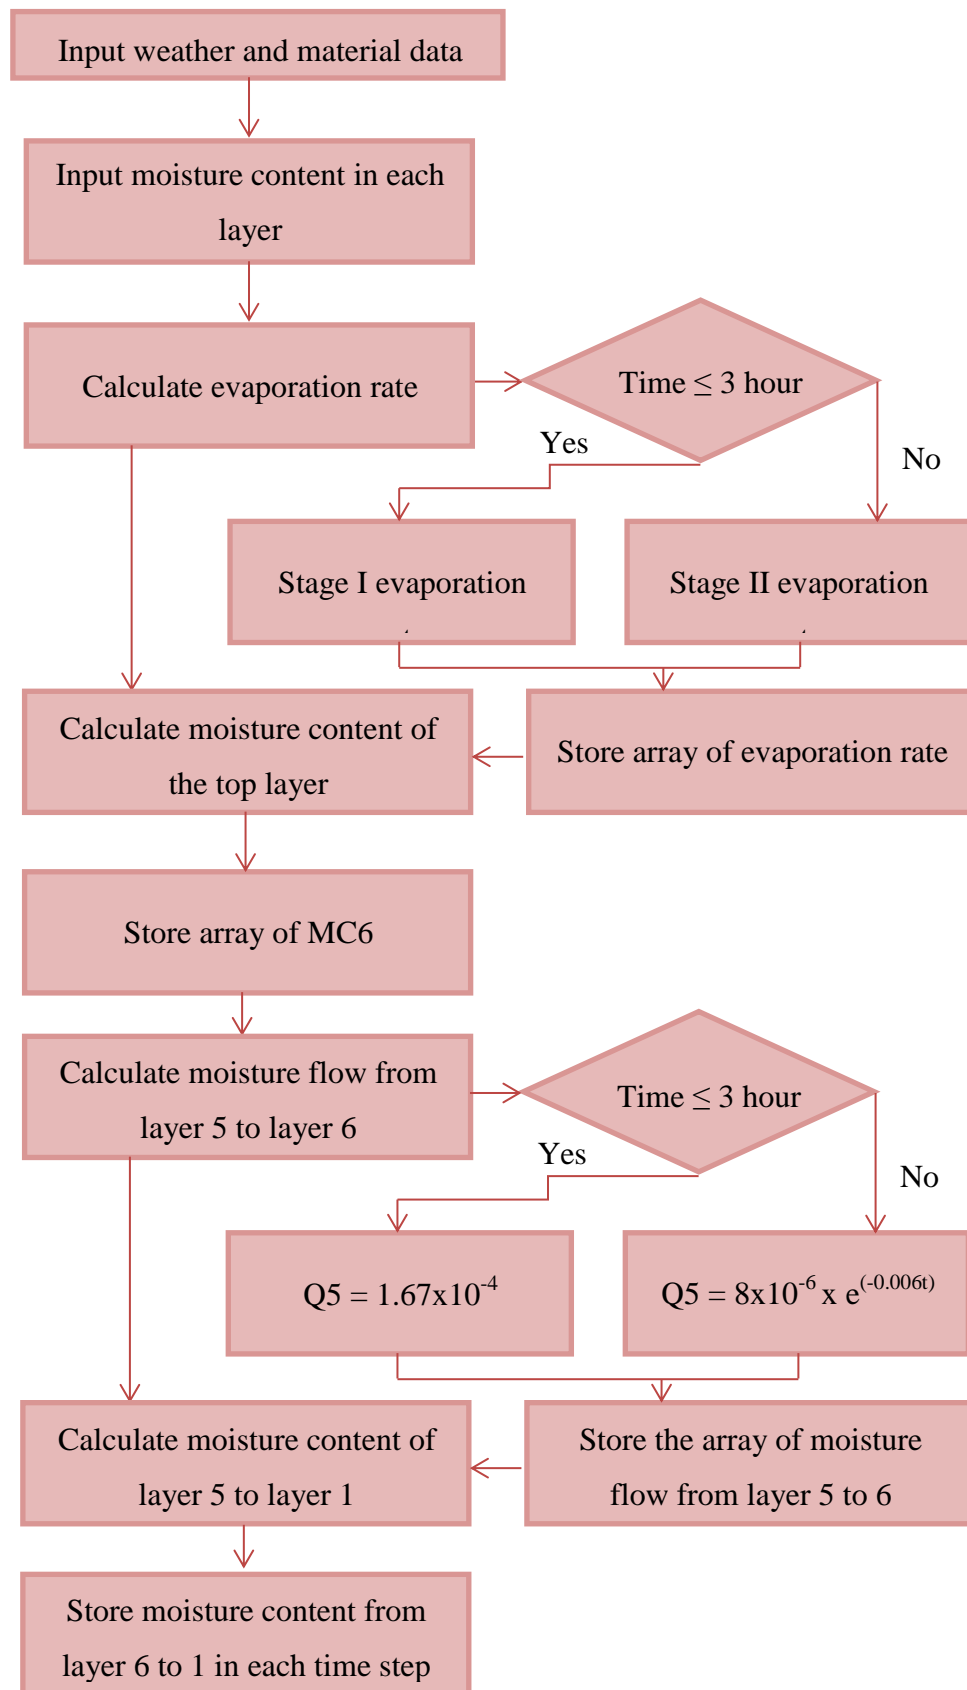 Input weather and material data
Input moisture content in each
layer
Calculate evaporation rate
Time ≤ 3 hour
Yes
No
Stage I evaporation
Stage II evaporation
Calculate moisture content of
the top layer
Store array of evaporation rate
Store array of MC6
Calculate moisture flow from
layer 5 to layer 6
Time ≤ 3 hour
Yes
No
Q5 = 1.67x10⁻⁴
Q5 = 8x10⁻⁶ x e⁽⁻⁰·⁰⁰⁶ᵗ⁾
Calculate moisture content of
layer 5 to layer 1
Store the array of moisture
flow from layer 5 to 6
Store moisture content from
layer 6 to 1 in each time step